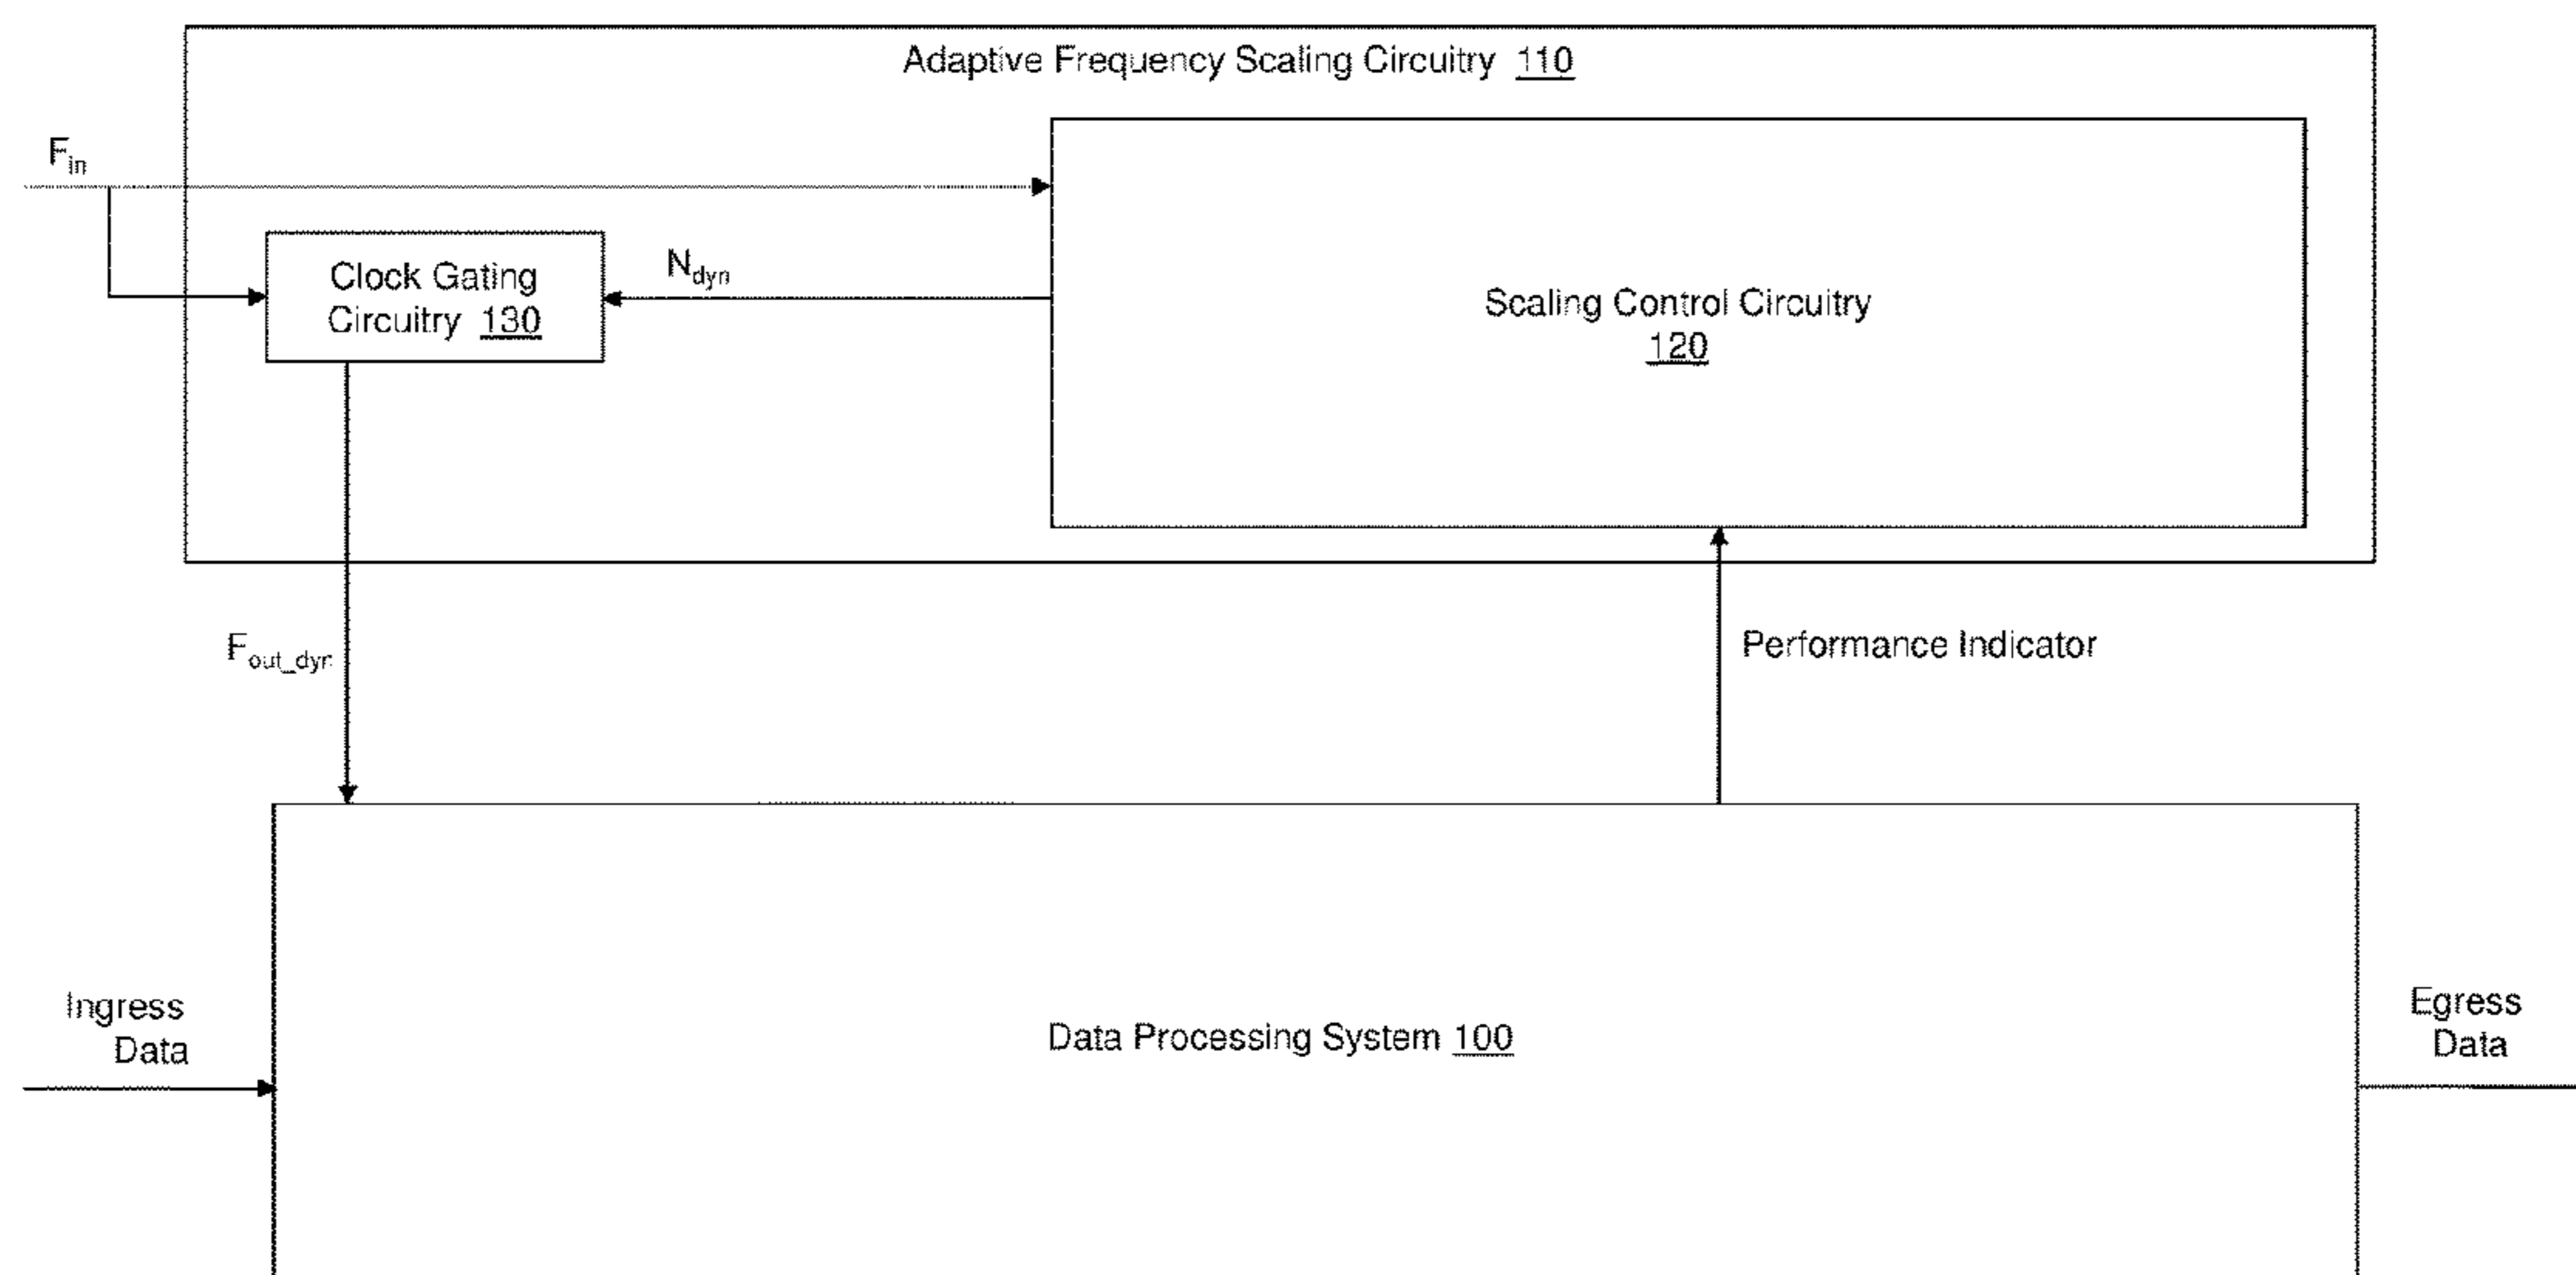 Adaptive Frequency Scaling Circuitry 110
Fin
Clock Gating
Circuitry 130
Ndyn
Scaling Control Circuitry
120
Fout_dyn
Performance Indicator
Ingress
Data
Data Processing System 100
Egress
Data